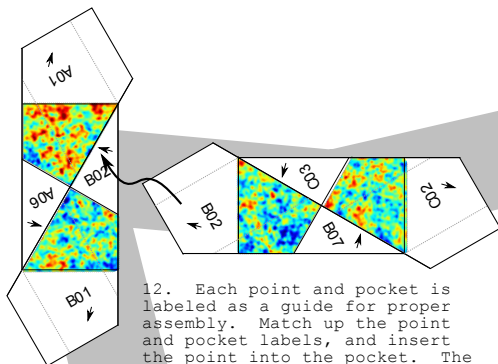 A01
B02
A06
B01
C03
C02
B02
B07
12. Each point and pocket is
labeled as a guide for proper
assembly. Match up the point
and pocket labels, and insert
the point into the pocket. The